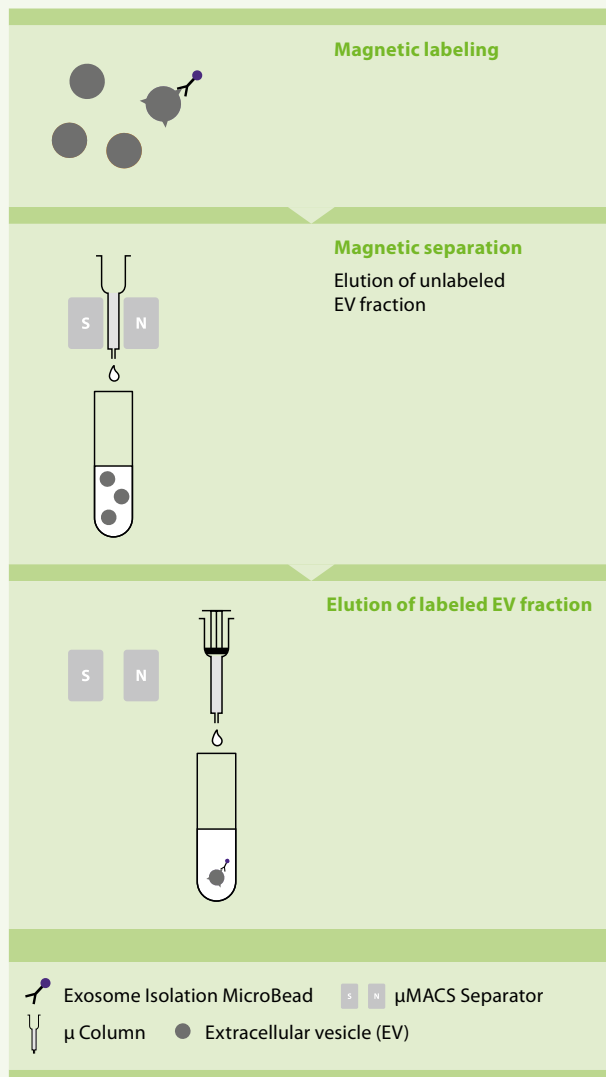 Magnetic labeling
Magnetic separation
Elution of unlabeled
EV fraction
S N
Elution of labeled EV fraction
S N
Exosome Isolation MicroBead S N µMACS Separator
µ Column Extracellular vesicle (EV)